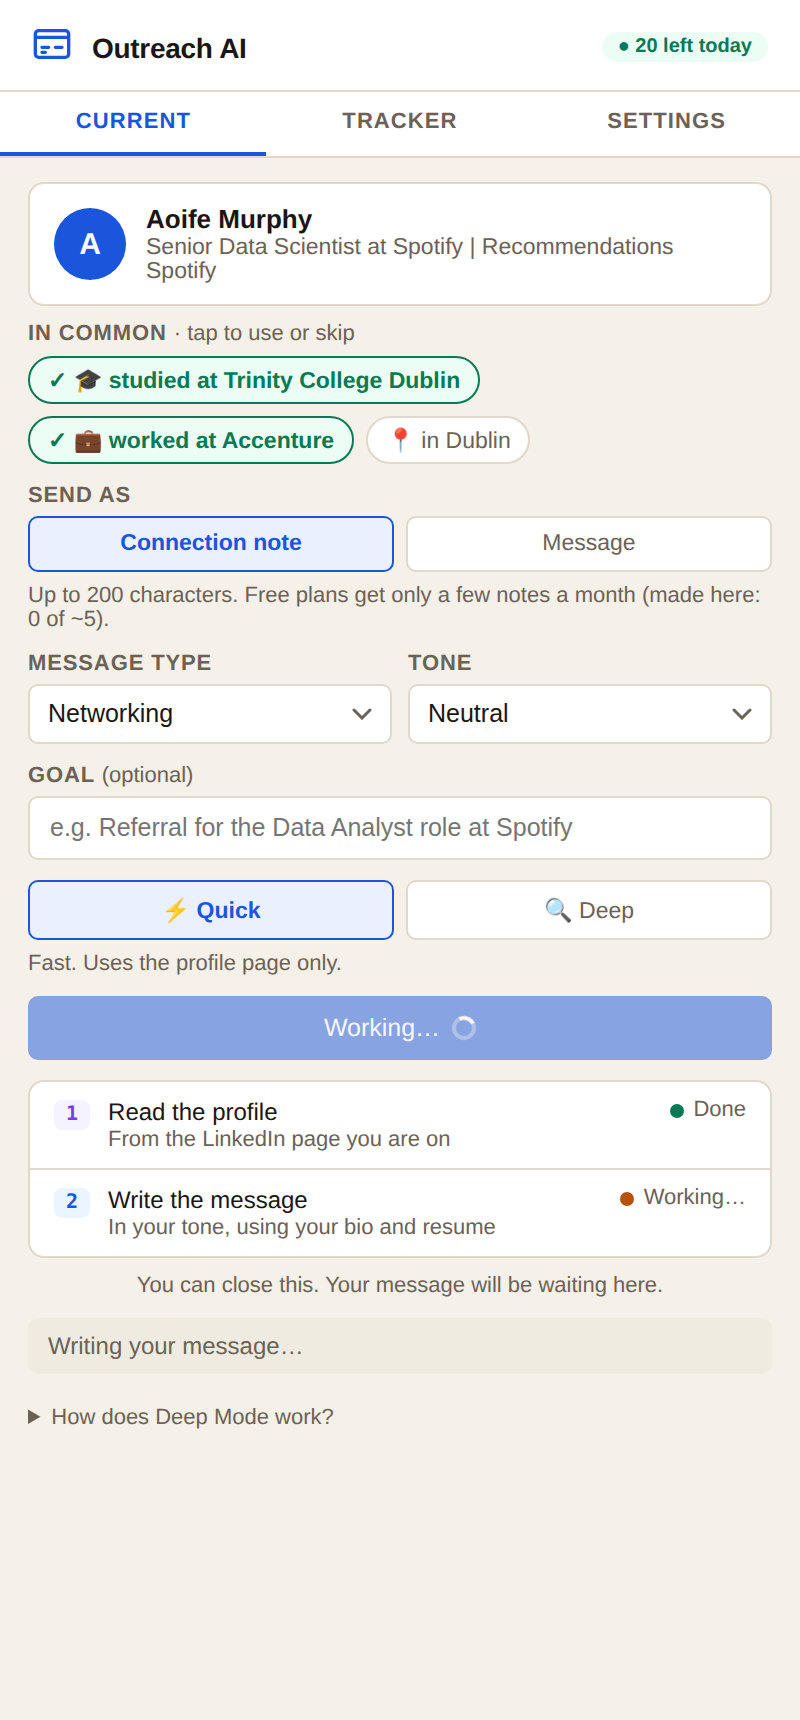 Outreach AI
● 20 left today
CURRENT
TRACKER
SETTINGS
A
Aoife Murphy
Senior Data Scientist at Spotify | Recommendations
Spotify
IN COMMON · tap to use or skip
✓ 🎓 studied at Trinity College Dublin
✓ 💼 worked at Accenture
📍 in Dublin
SEND AS
Connection note
Message
Up to 200 characters. Free plans get only a few notes a month (made here:
0 of ~5).
MESSAGE TYPE
TONE
Networking
Neutral
GOAL (optional)
e.g. Referral for the Data Analyst role at Spotify
⚡ Quick
🔍 Deep
Fast. Uses the profile page only.
Working…
1
Read the profile
Done
From the LinkedIn page you are on
2
Write the message
Working…
In your tone, using your bio and resume
You can close this. Your message will be waiting here.
Writing your message…
▶ How does Deep Mode work?